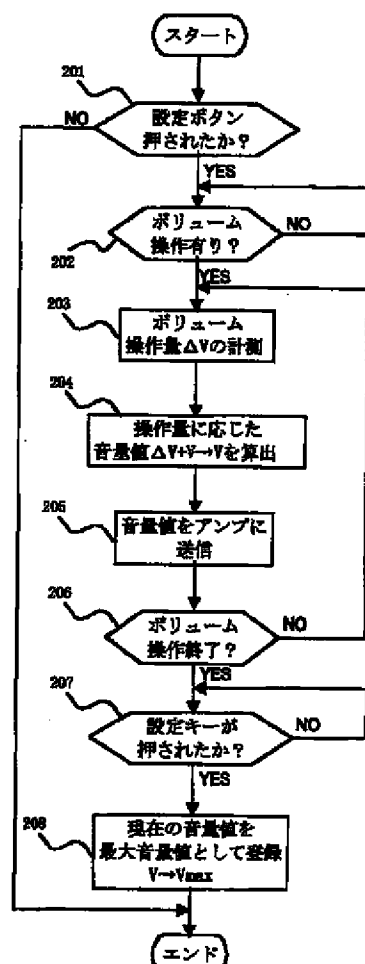 スタート
201
設定ボタン
押されたか？
NO
YES
ボリューム
操作有り？
NO
202
YES
203
ボリューム
操作量ΔVの計測
204
操作量に応じた
音量値ΔV+V→Vを算出
205
音量値をアンプに
送信
206
ボリューム
操作終了？
NO
YES
207
設定キーが
押されたか？
NO
YES
208
現在の音量値を
最大音量値として登録
V→Vmax
エンド